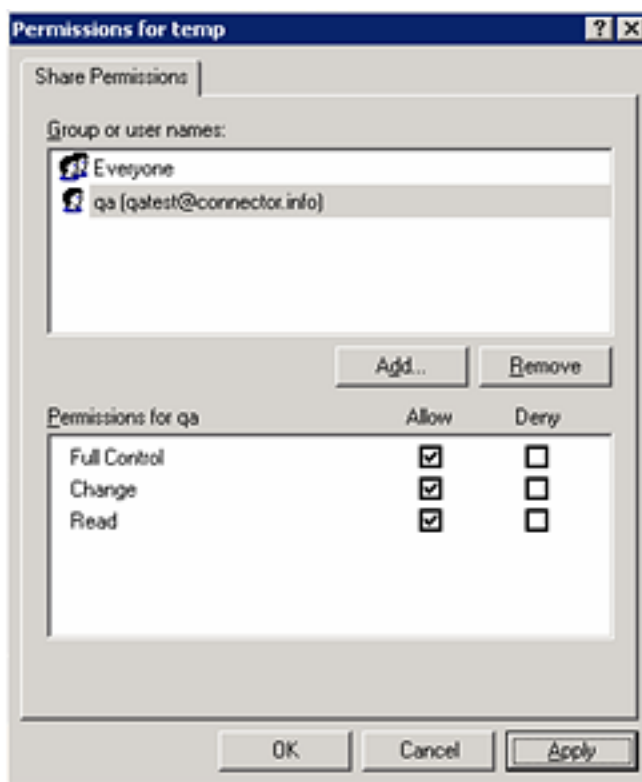 Permissions for temp
Share Permissions
Group or user names:
Everyone
qa (qatest@connector.info)
Add... Remove
Permissions for qa Allow Deny
Full Control
Change
Read
OK Cancel Apply